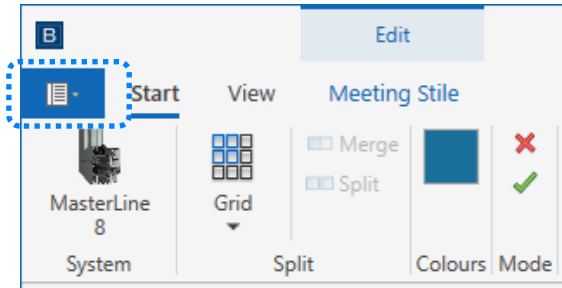 B
Edit
Start View Meeting Stile
MasterLine
8
Grid
Merge
Split
System Split Colours Mode